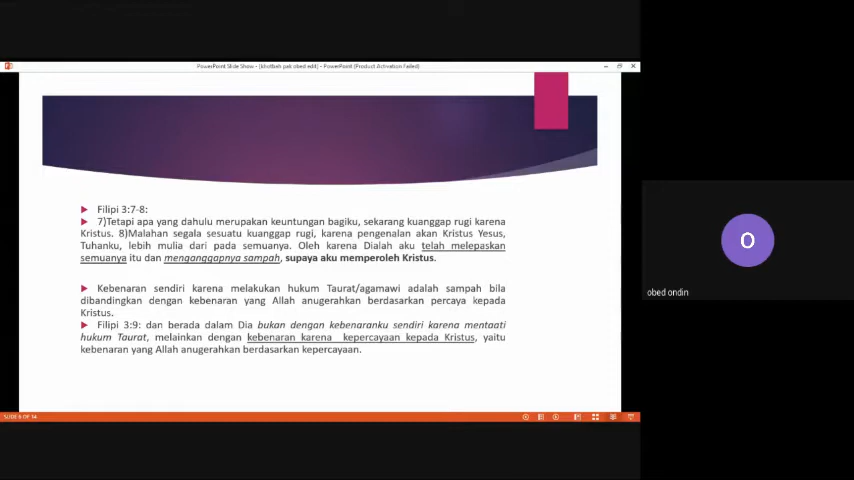 PowerPoint Slide Show - [khotbah pak obed edit] - PowerPoint (Product Activation Failed)
Filipi 3:7-8:
7)Tetapi apa yang dahulu merupakan keuntungan bagiku, sekarang kuanggap rugi karena
Kristus. 8)Malahan segala sesuatu kuanggap rugi, karena pengenalan akan Kristus Yesus,
Tuhanku, lebih mulia dari pada semuanya. Oleh karena Dialah aku telah melepaskan
semuanya itu dan menganggapnya sampah, supaya aku memperoleh Kristus.
Kebenaran sendiri karena melakukan hukum Taurat/agamawi adalah sampah bila
dibandingkan dengan kebenaran yang Allah anugerahkan berdasarkan percaya kepada
Kristus.
Filipi 3:9: dan berada dalam Dia bukan dengan kebenaranku sendiri karena mentaati
hukum Taurat, melainkan dengan kebenaran karena kepercayaan kepada Kristus, yaitu
kebenaran yang Allah anugerahkan berdasarkan kepercayaan.
SLIDE 6 OF 14
O
obed ondin